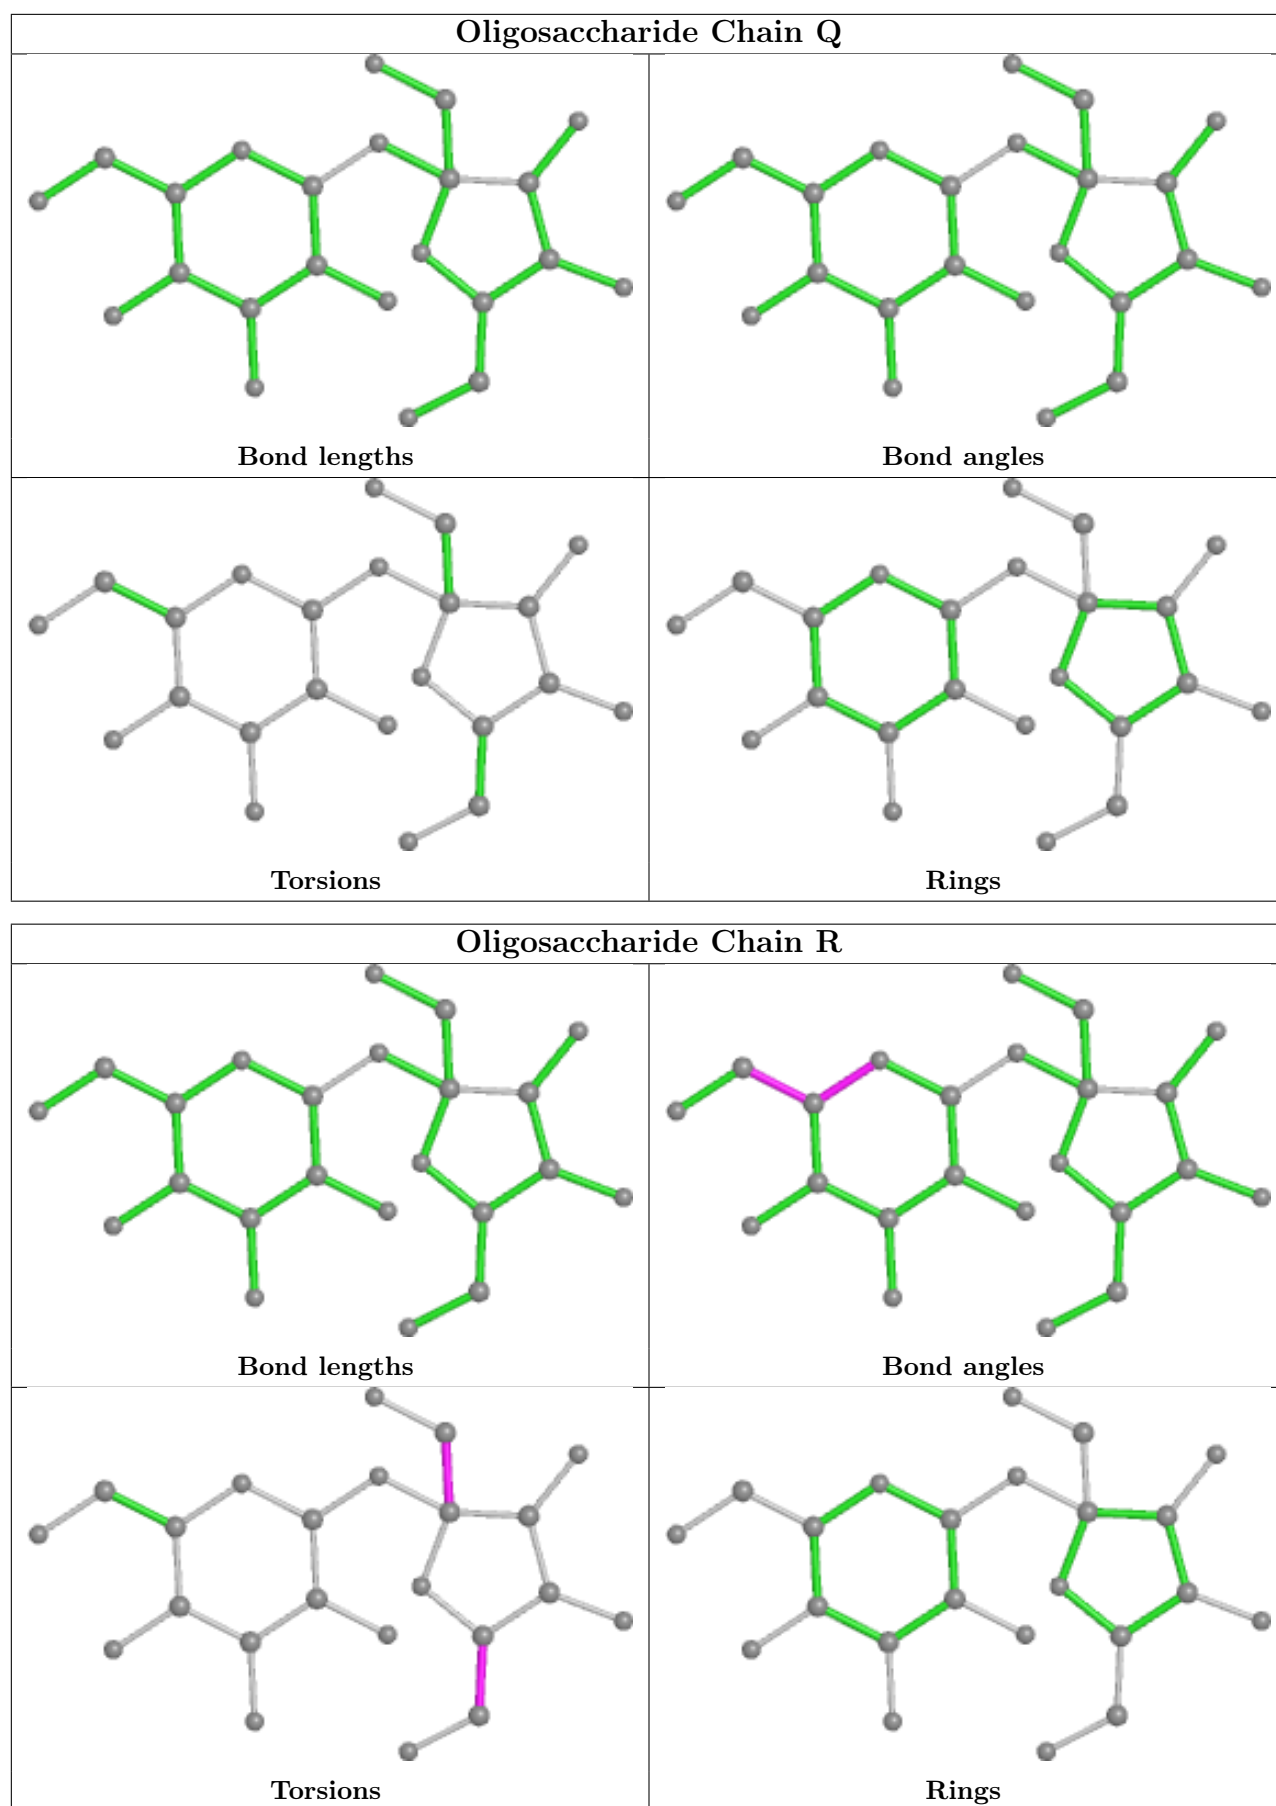 Oligosaccharide Chain Q
Bond lengths
Bond angles
Torsions
Rings
Oligosaccharide Chain R
Bond lengths
Bond angles
Torsions
Rings